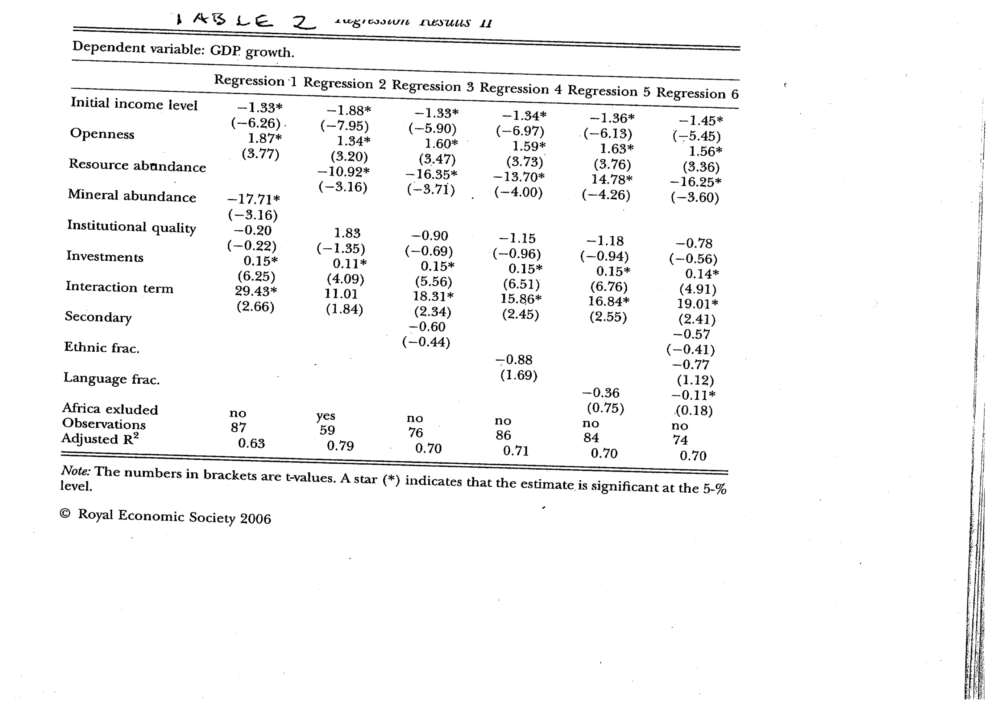 TABLE 2 Regression Results II
Dependent variable: GDP growth.
Regression 1 Regression 2 Regression 3 Regression 4 Regression 5 Regression 6
Initial income level −1.33* −1.88* −1.33* −1.34* −1.36* −1.45*
(−6.26) (−7.95) (−5.90) (−6.97) (−6.13) (−5.45)
Openness 1.87* 1.34* 1.60* 1.59* 1.63* 1.56*
(3.77) (3.20) (3.47) (3.73) (3.76) (3.36)
Resource abundance −10.92* −16.35* −13.70* 14.78* −16.25*
(−3.16) (−3.71) (−4.00) (−4.26) (−3.60)
Mineral abundance −17.71*
(−3.16)
Institutional quality −0.20 1.83 −0.90 −1.15 −1.18 −0.78
(−0.22) (−1.35) (−0.69) (−0.96) (−0.94) (−0.56)
Investments 0.15* 0.11* 0.15* 0.15* 0.15* 0.14*
(6.25) (4.09) (5.56) (6.51) (6.76) (4.91)
Interaction term 29.43* 11.01 18.31* 15.86* 16.84* 19.01*
(2.66) (1.84) (2.34) (2.45) (2.55) (2.41)
Secondary −0.60 −0.57
(−0.44) (−0.41)
Ethnic frac. −0.88 −0.77
(1.69) (1.12)
Language frac. −0.36 −0.11*
(0.75) (0.18)
Africa exluded no yes no no no no
Observations 87 59 76 86 84 74
Adjusted R² 0.63 0.79 0.70 0.71 0.70 0.70
Note: The numbers in brackets are t-values. A star (*) indicates that the estimate is significant at the 5-%
level.
© Royal Economic Society 2006